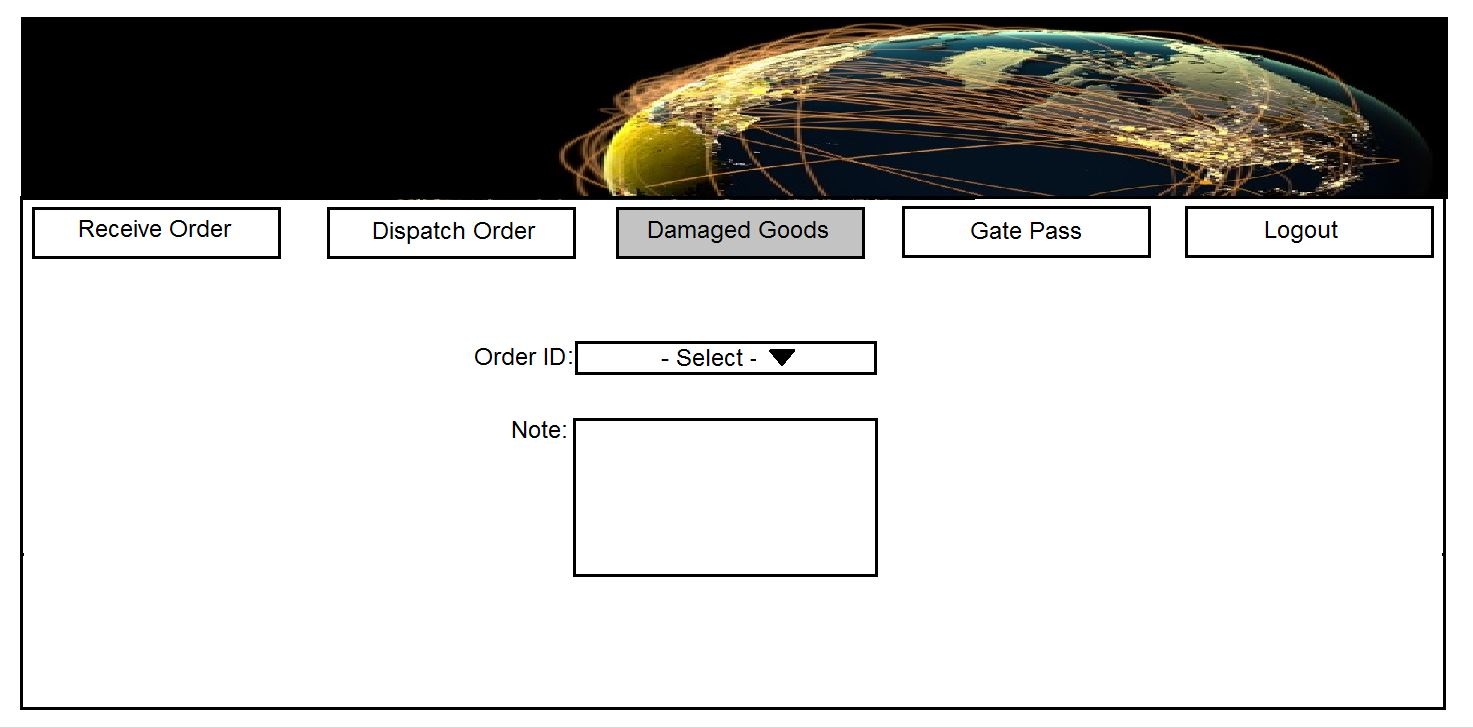 Receive Order
Dispatch Order
Damaged Goods
Gate Pass
Logout
Order ID:
- Select -
Note: